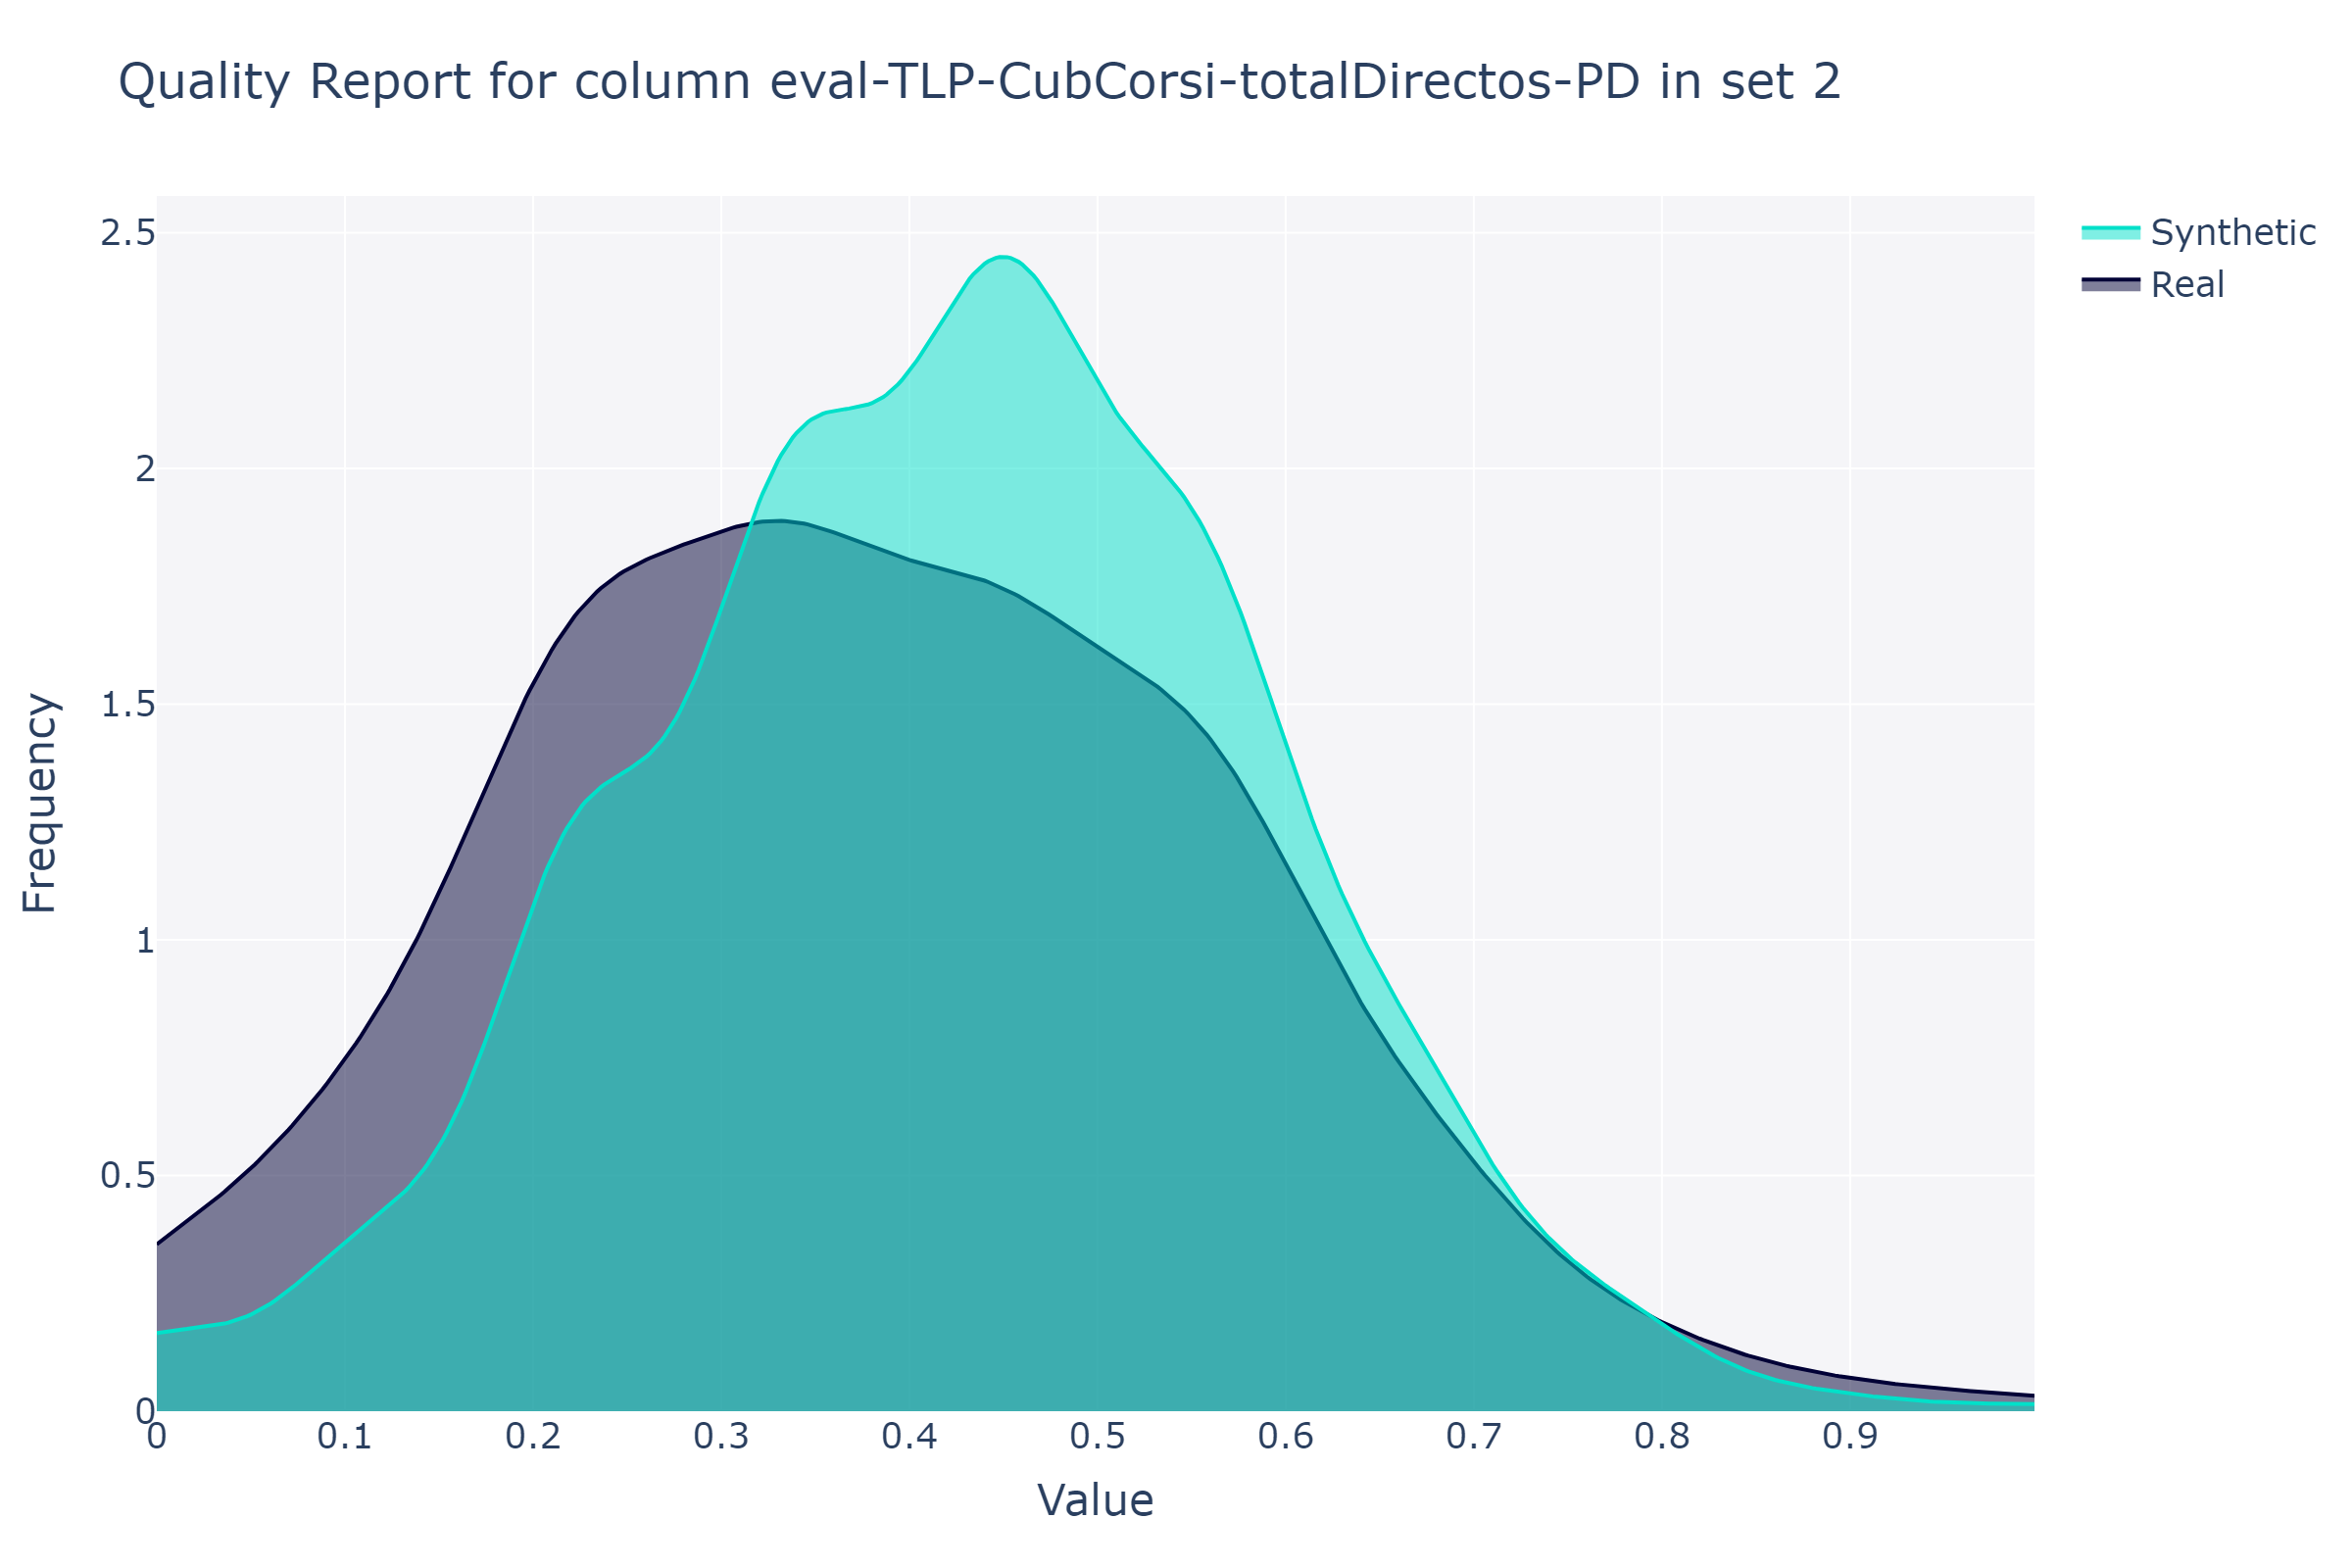 Quality Report for column eval-TLP-CubCorsi-totalDirectos-PD in set 2
Synthetic
Real
Frequency
2.5
2
1.5
1
0.5
0
0 0.1 0.2 0.3 0.4 0.5 0.6 0.7 0.8 0.9
Value